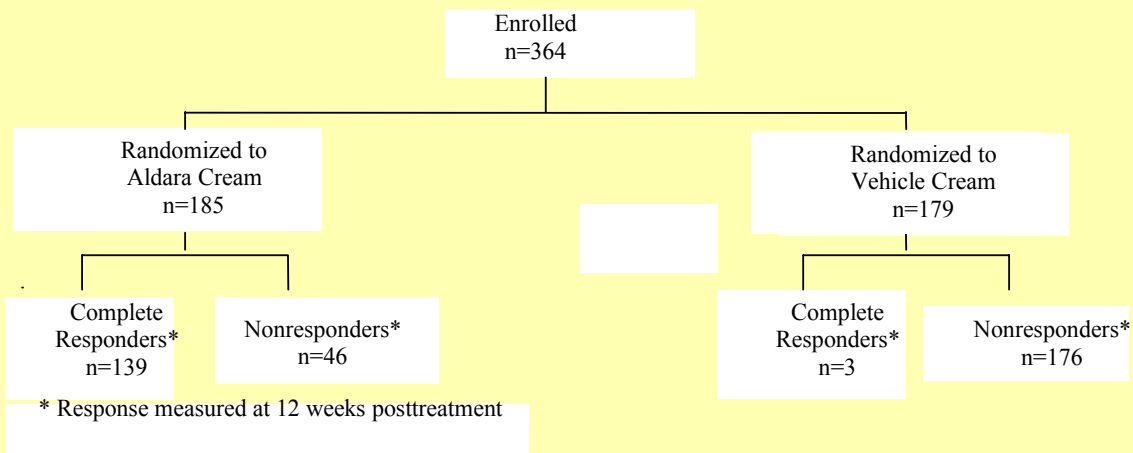 Enrolled
n=364
Randomized to
Aldara Cream
n=185
Randomized to
Vehicle Cream
n=179
Complete
Responders*
n=139
Nonresponders*
n=46
Complete
Responders*
n=3
Nonresponders*
n=176
* Response measured at 12 weeks posttreatment